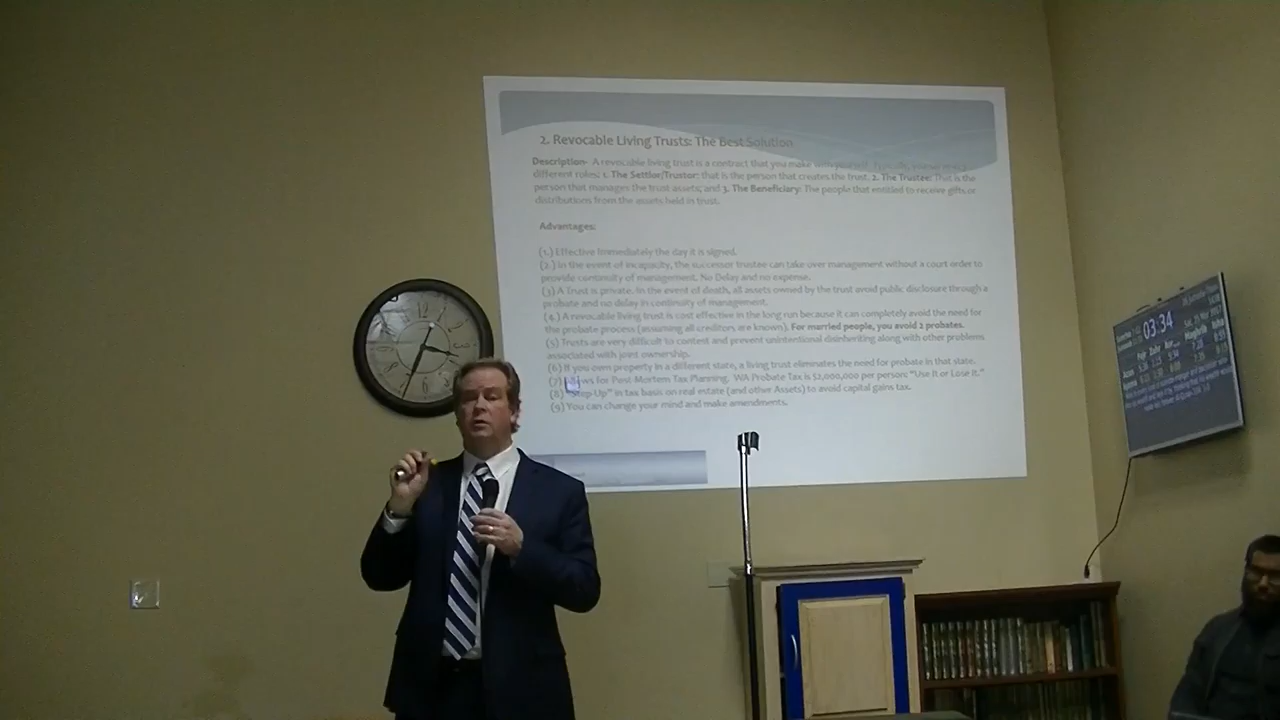 2. Revocable Living Trusts: The Best Solution
Description- A revocable living trust is a contract that you make with yourself.
different roles: 1. The Settlor/Trustor: that is the person that creates the trust. 2. The Trustee: That is the
person that manages the trust assets; and 3. The Beneficiary: The people that entitled to receive gifts or
distributions from the assets held in trust.
Advantages:
(1.) Effective immediately the day it is signed.
(2.) In the event of incapacity, the successor trustee can take over management without a court order to
provide continuity of management. No Delay and no expense.
(3) A Trust is private. In the event of death, all assets owned by the trust avoid public disclosure through a
probate and no delay in continuity of management.
(4.) A revocable living trust is cost effective in the long run because it can completely avoid the need for
the probate process (assuming all creditors are known). For married people, you avoid 2 probates.
(5) Trusts are very difficult to content and prevent unintentional disinheriting along with other problems
associated with joint ownership.
(6) If you own property in a different state, a living trust eliminates the need for probate in that state.
(7) for Post Mortem Tax Planning. WA Probate Tax is $2,000,000 per person: "Use It or Lose It."
(8) "Step Up" in tax basis on real estate (and other Assets) to avoid capital gains tax.
(9) You can change your mind and make amendments.
03:34